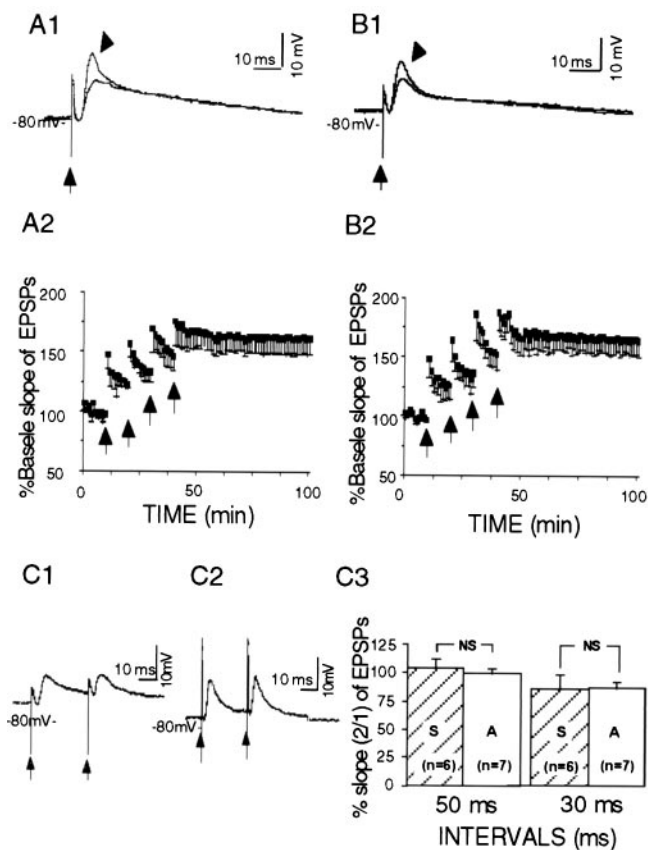 A1
10 ms
10 mV
-80mV-
B1
10 ms
10 mV
-80mV-
A2
%Basele slope of EPSPs
200
150
100
50
0
50
100
TIME (min)
B2
%Basele slope of EPSPs
200
150
100
50
0
50
100
TIME (min)
C1
10 ms
10mV
-80mV-
C2
10 ms
10mV
-80mV-
C3
% slope (2/1) of EPSPs
125
100
75
50
25
0
NS
NS
S
A
S
A
(n=6)
(n=7)
(n=6)
(n=7)
50 ms
30 ms
INTERVALS (ms)